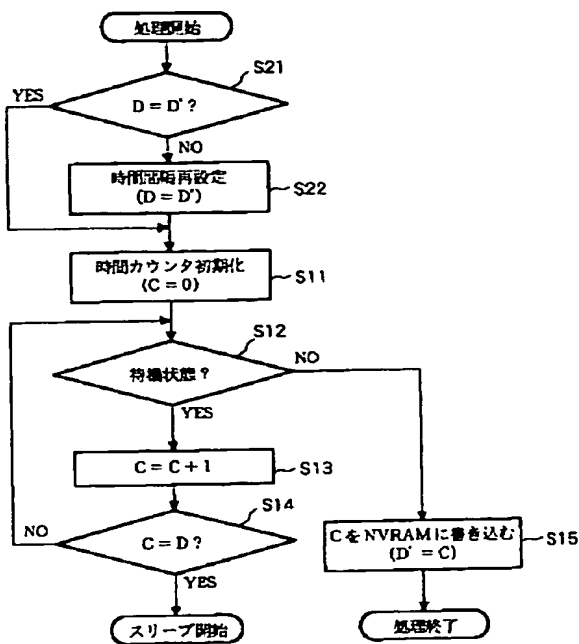 処理開始
S21
YES
D = D' ?
NO
時間間隔再設定
(D = D')
S22
時間カウンタ初期化
(C = 0)
S11
S12
待機状態 ?
NO
YES
C = C + 1
S13
S14
NO
C = D ?
YES
スリープ開始
CをNVRAMに書き込む
(D' = C)
S15
処理終了